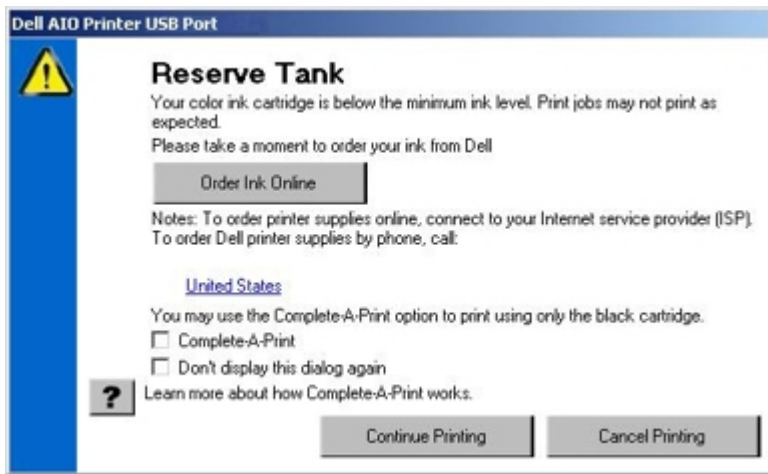 Dell AIO Printer USB Port
Reserve Tank
Your color ink cartridge is below the minimum ink level. Print jobs may not print as
expected.
Please take a moment to order your ink from Dell
Order Ink Online
Notes: To order printer supplies online, connect to your Internet service provider (ISP).
To order Dell printer supplies by phone, call:
United States
You may use the Complete-A-Print option to print using only the black cartridge.
Complete-A-Print
Don't display this dialog again
? Learn more about how Complete-A-Print works.
Continue Printing Cancel Printing